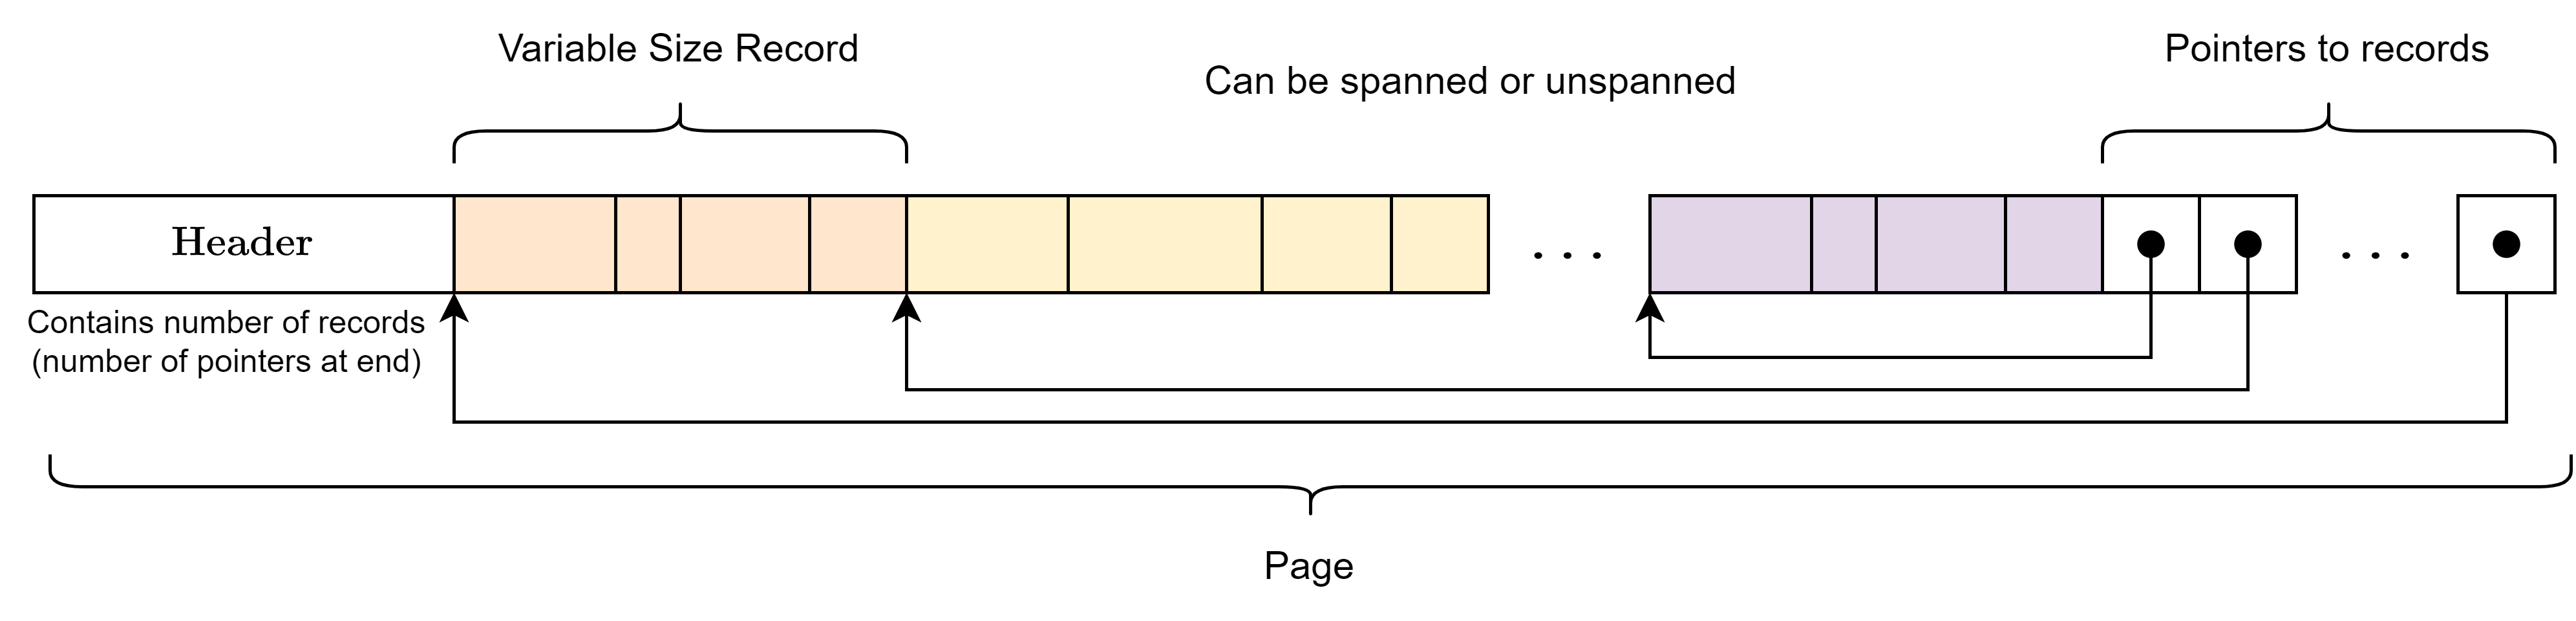 Variable Size Record
Can be spanned or unspanned
Pointers to records
Header
. . .
. . .
Contains number of records
(number of pointers at end)
Page